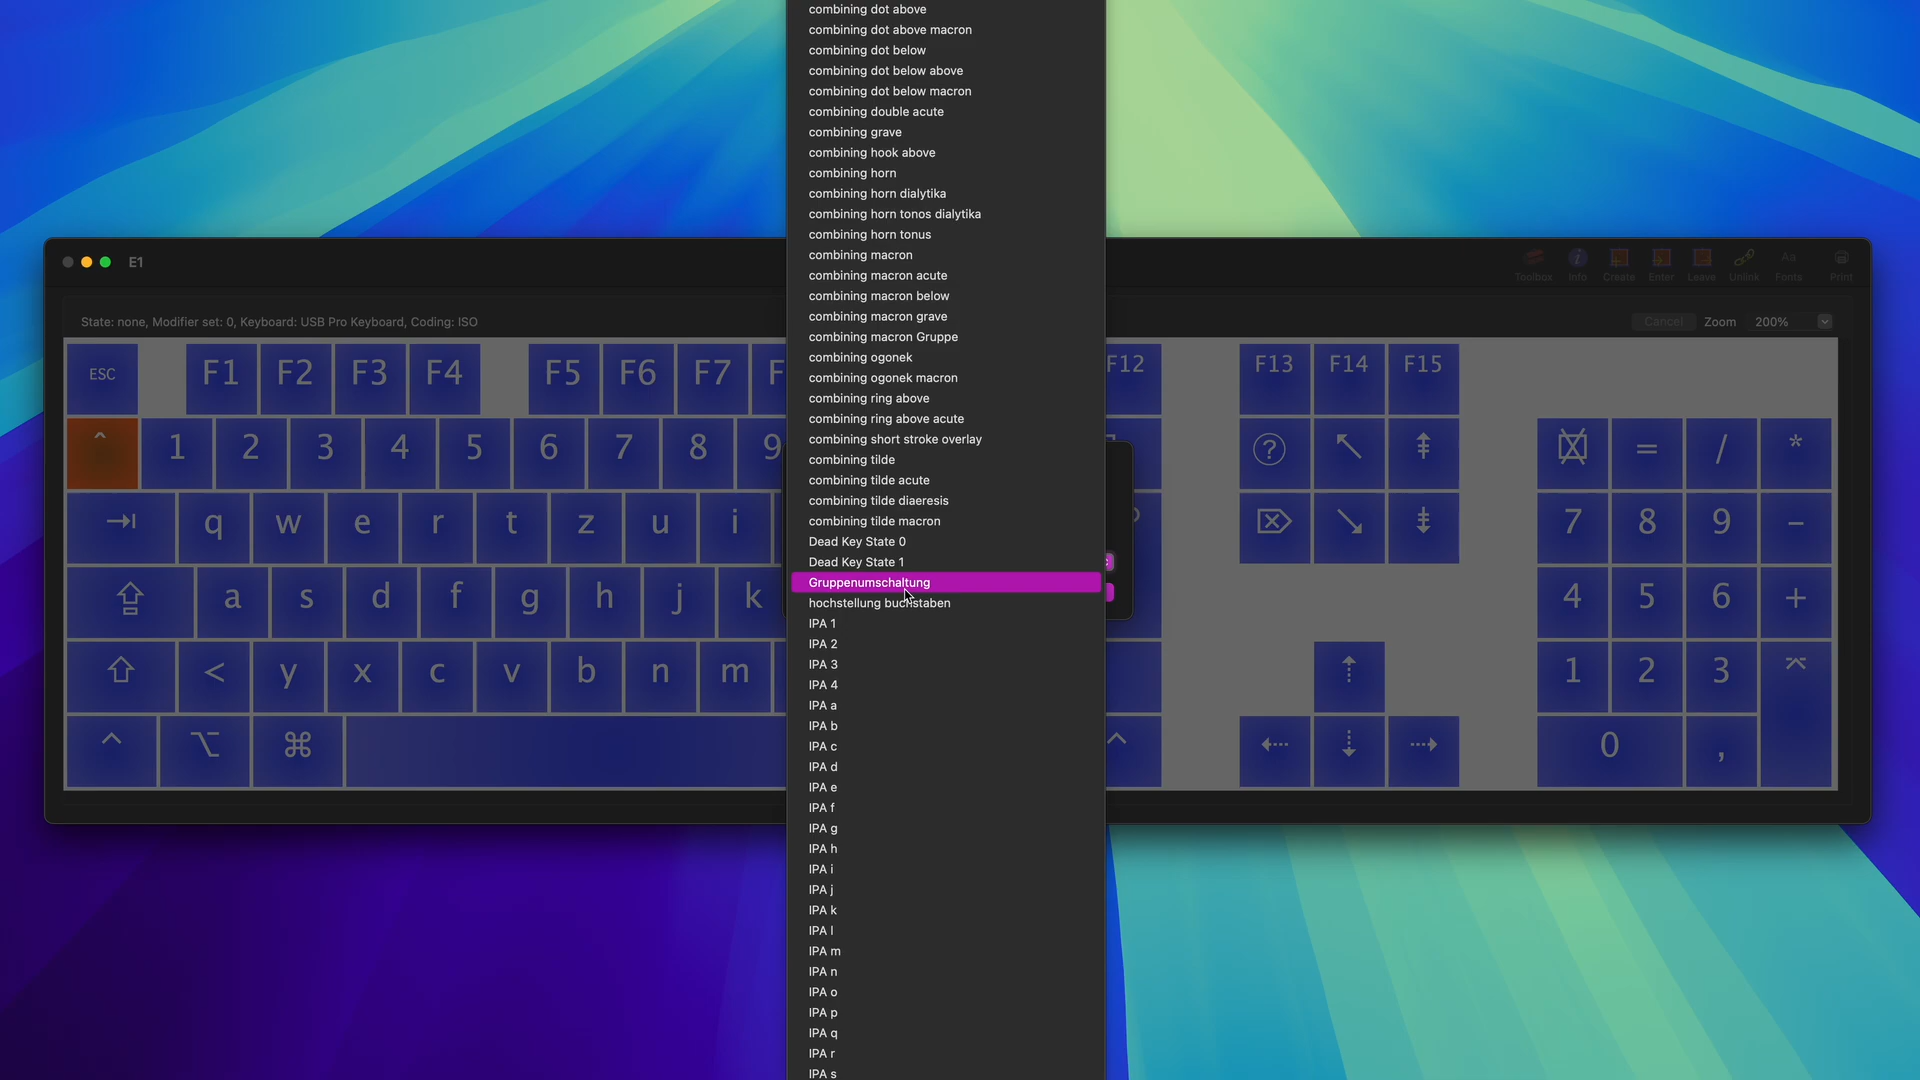 combining dot above
combining dot above macron
combining dot below
combining dot below above
combining dot below macron
combining double acute
combining grave
combining hook above
combining horn
combining horn dialytika
combining horn tonos dialytika
combining horn tonus
combining macron
combining macron acute
combining macron below
combining macron grave
combining macron Gruppe
combining ogonek
combining ogonek macron
combining ring above
combining ring above acute
combining short stroke overlay
combining tilde
combining tilde acute
combining tilde diaeresis
combining tilde macron
Dead Key State 0
Dead Key State 1
Gruppenumschaltung
hochstellung buchstaben
IPA 1
IPA 2
IPA 3
IPA 4
IPA a
IPA b
IPA c
IPA d
IPA e
IPA f
IPA g
IPA h
IPA i
IPA j
IPA k
IPA l
IPA m
IPA n
IPA o
IPA p
IPA q
IPA r
IPA s
E1
Toolbox Info Create Enter Leave Unlink Fonts Print
State: none, Modifier set: 0, Keyboard: USB Pro Keyboard, Coding: ISO
Cancel Zoom 200%
ESC F1 F2 F3 F4 F5 F6 F7 F F12 F13 F14 F15
^ 1 2 3 4 5 6 7 8 9 ? ↖ ⇞ = / *
⇥ q w e r t z u i ⌦ ↘ ⇟ 7 8 9 −
⇪ a s d f g h j k 4 5 6 +
⇧ < y x c v b n m ⇡ 1 2 3 ⌤
⌃ ⌥ ⌘ ⌃ ⇠ ⇣ ⇢ 0 ,